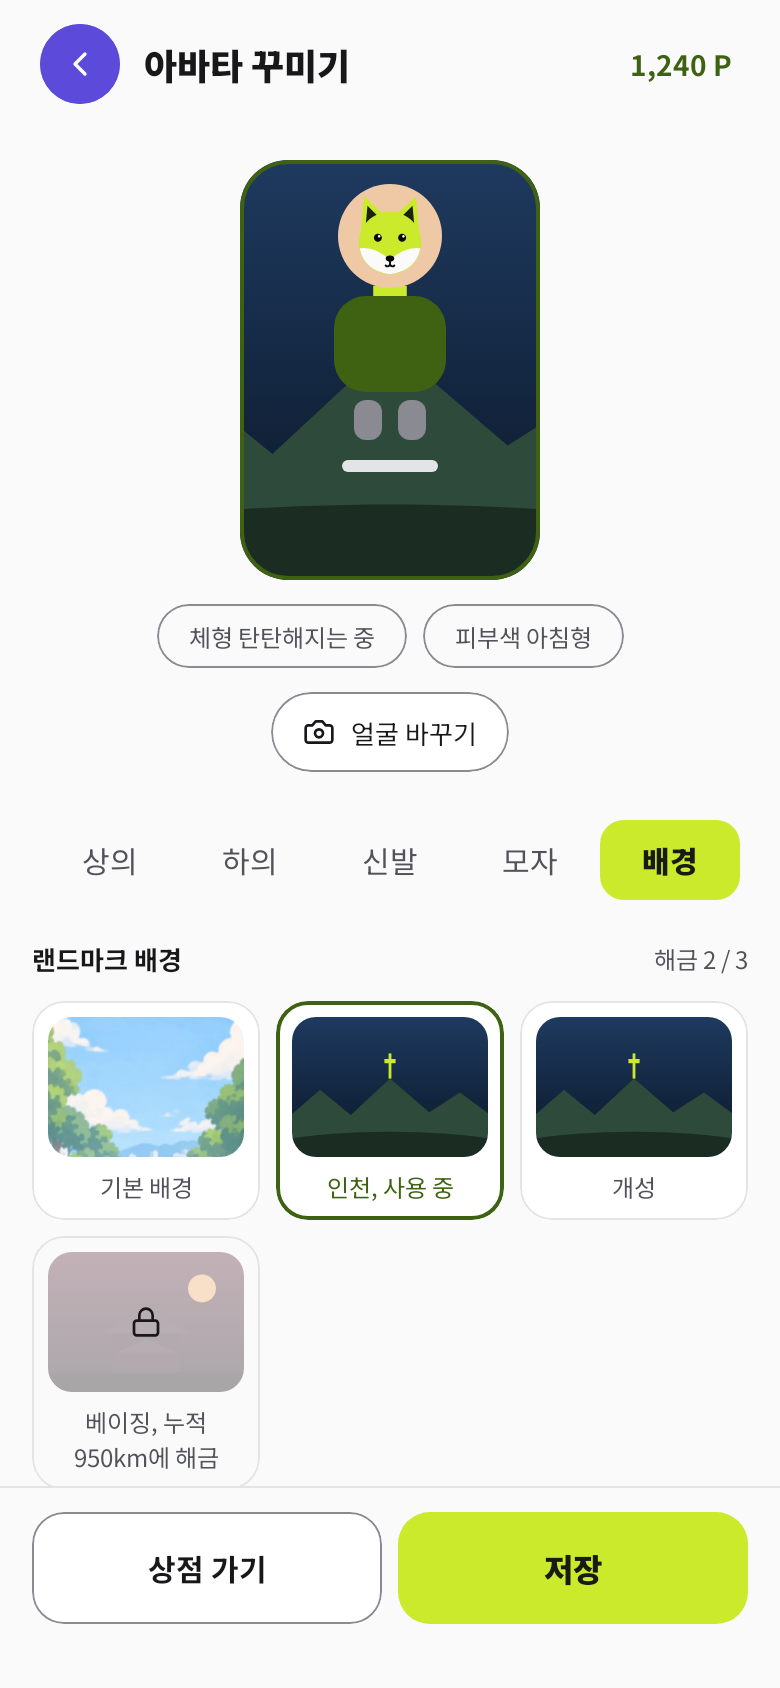 아바타 꾸미기
1,240 P
체형 탄탄해지는 중
피부색 아침형
얼굴 바꾸기
상의
하의
신발
모자
배경
랜드마크 배경
해금 2 / 3
기본 배경
인천, 사용 중
개성
베이징, 누적
950km에 해금
상점 가기
저장